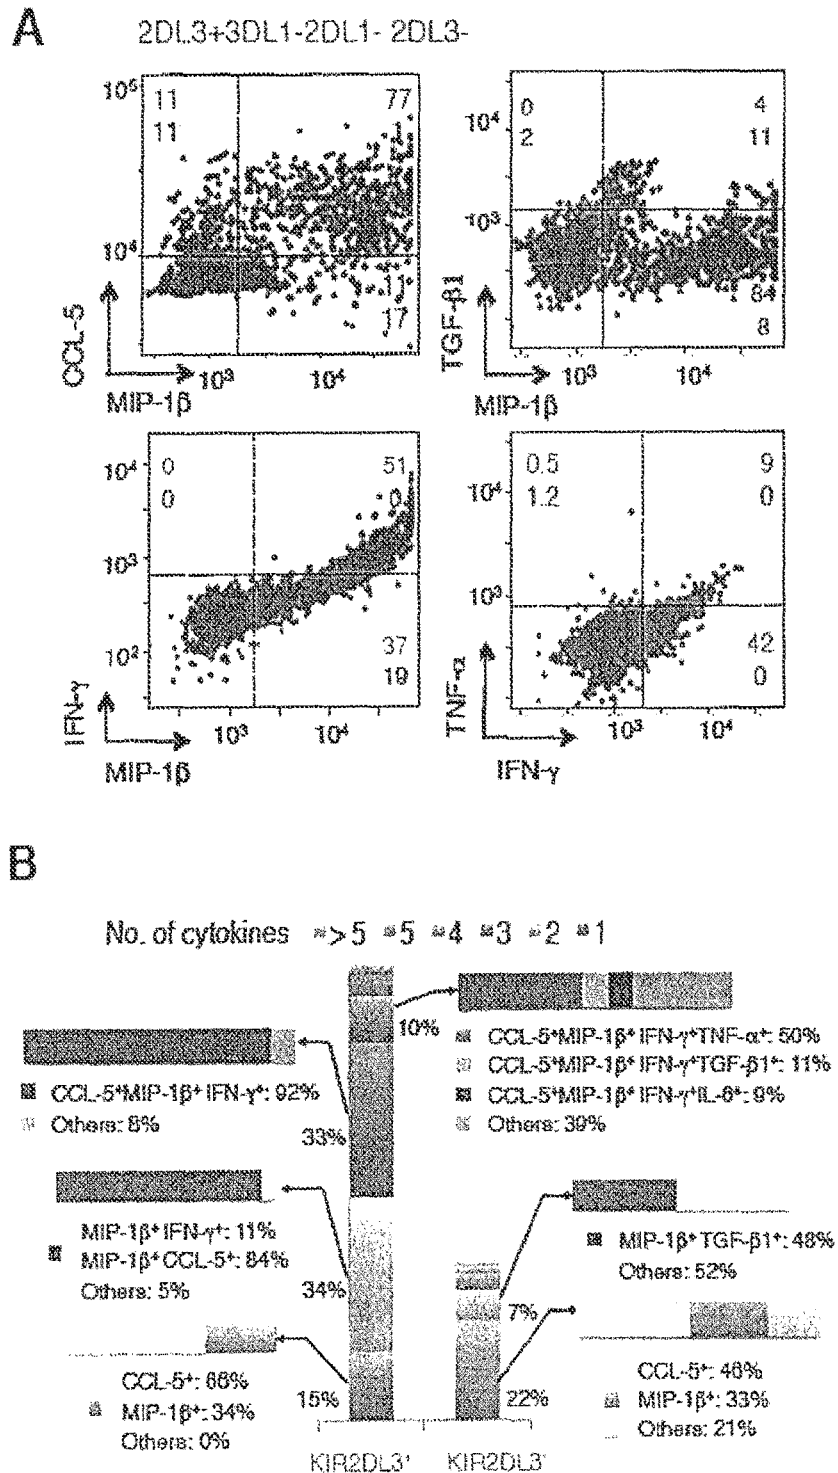 A
2DL3+3DL1-2DL1- 2DL3-
10⁵
11
11
77
1
10⁴
11
17
CCL-5
10³
10⁴
MIP-1β
0
2
4
11
10⁴
10³
84
8
TGF-β1
10³
10⁴
MIP-1β
0
0
51
0
10⁴
10³
10²
37
19
IFN-γ
10³
10⁴
MIP-1β
0.5
1.2
9
0
10⁴
10³
42
0
TNF-α
10³
10⁴
IFN-γ
B
No. of cytokines >5 5 4 3 2 1
10%
CCL-5⁺MIP-1β⁺ IFN-γ⁺TNF-α⁺: 50%
CCL-5⁺MIP-1β⁺ IFN-γ⁺TGF-β1⁺: 11%
CCL-5⁺MIP-1β⁺ IFN-γ⁺IL-6⁺: 9%
Others: 39%
CCL-5⁺MIP-1β⁺ IFN-γ⁺: 92%
Others: 8%
33%
MIP-1β⁺ IFN-γ⁺: 11%
MIP-1β⁺ CCL-5⁺: 84%
Others: 5%
34%
MIP-1β⁺ TGF-β1⁺: 48%
Others: 52%
7%
CCL-5⁺: 66%
MIP-1β⁺: 34%
Others: 0%
15%
22%
CCL-5⁺: 46%
MIP-1β⁺: 33%
Others: 21%
KIR2DL3⁺
KIR2DL3⁻